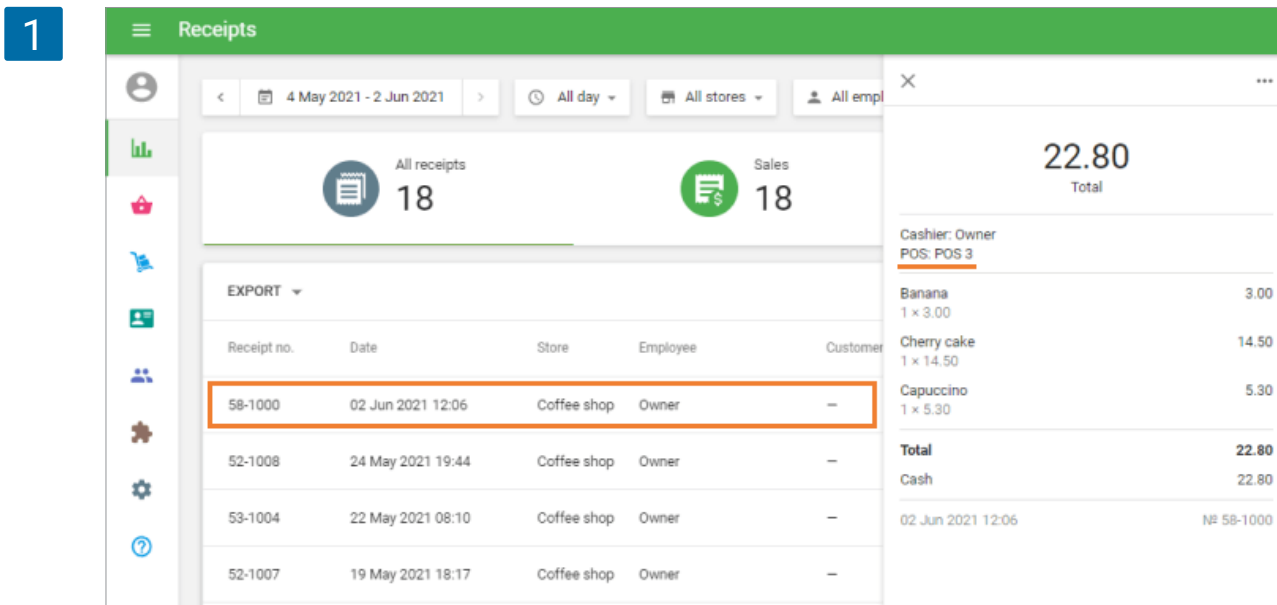 1
Receipts
4 May 2021 - 2 Jun 2021
All day
All stores
All empl
All receipts
18
Sales
18
EXPORT
Receipt no. Date Store Employee Customer
58-1000 02 Jun 2021 12:06 Coffee shop Owner –
52-1008 24 May 2021 19:44 Coffee shop Owner –
53-1004 22 May 2021 08:10 Coffee shop Owner –
52-1007 19 May 2021 18:17 Coffee shop Owner –
22.80
Total
Cashier: Owner
POS: POS 3
Banana 3.00
1 × 3.00
Cherry cake 14.50
1 × 14.50
Capuccino 5.30
1 × 5.30
Total 22.80
Cash 22.80
02 Jun 2021 12:06 № 58-1000